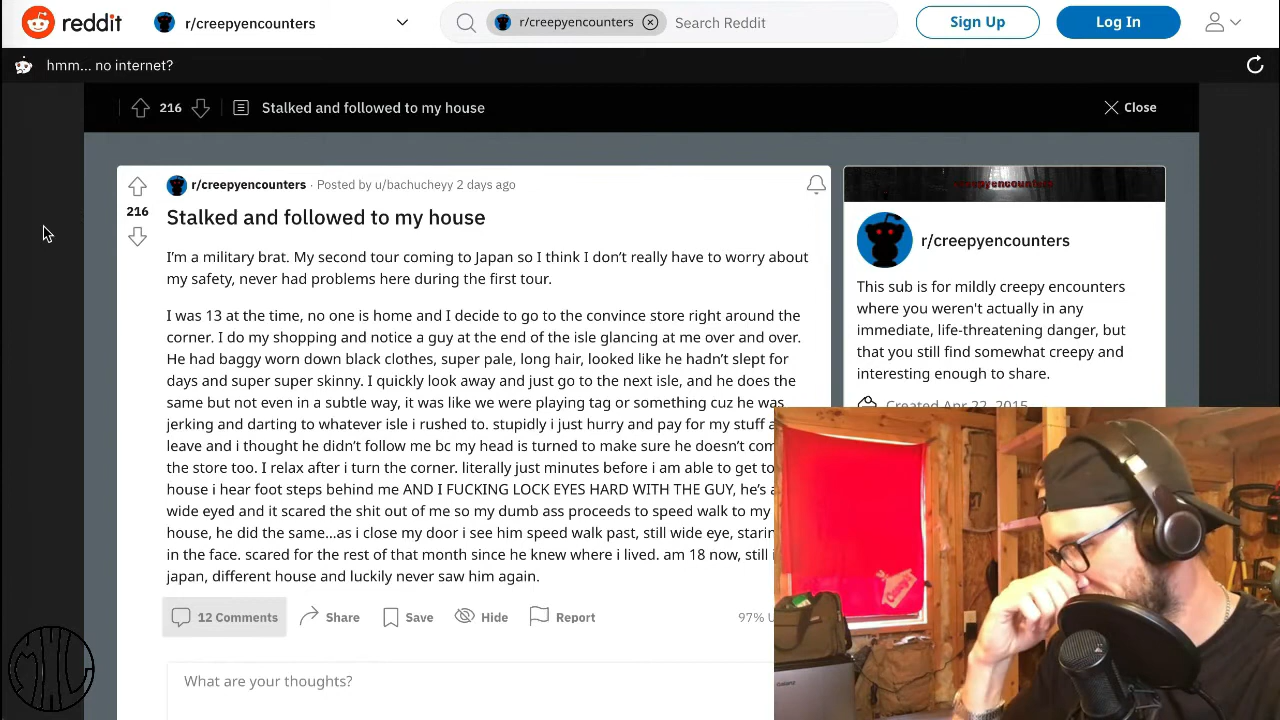 reddit
r/creepyencounters
r/creepyencounters
Search Reddit
Sign Up
Log In
hmm... no internet?
216
Stalked and followed to my house
Close
r/creepyencounters · Posted by u/bachucheyy 2 days ago
216
Stalked and followed to my house
I'm a military brat. My second tour coming to Japan so I think I don't really have to worry about
my safety, never had problems here during the first tour.
I was 13 at the time, no one is home and I decide to go to the convince store right around the
corner. I do my shopping and notice a guy at the end of the isle glancing at me over and over.
He had baggy worn down black clothes, super pale, long hair, looked like he hadn't slept for
days and super super skinny. I quickly look away and just go to the next isle, and he does the
same but not even in a subtle way, it was like we were playing tag or something cuz he was
jerking and darting to whatever isle i rushed to. stupidly i just hurry and pay for my stuff
leave and i thought he didn't follow me bc my head is turned to make sure he doesn't
the store too. I relax after i turn the corner. literally just minutes before i am able to get to
house i hear foot steps behind me AND I FUCKING LOCK EYES HARD WITH THE GUY, he's
wide eyed and it scared the shit out of me so my dumb ass proceeds to speed walk to my
house, he did the same...as i close my door i see him speed walk past, still wide eye,
in the face. scared for the rest of that month since he knew where i lived. am 18 now, still
japan, different house and luckily never saw him again.
12 Comments
Share
Save
Hide
Report
97%
What are your thoughts?
creepyencounters
r/creepyencounters
This sub is for mildly creepy encounters
where you weren't actually in any
immediate, life-threatening danger, but
that you still find somewhat creepy and
interesting enough to share.
Created Apr 22, 2015